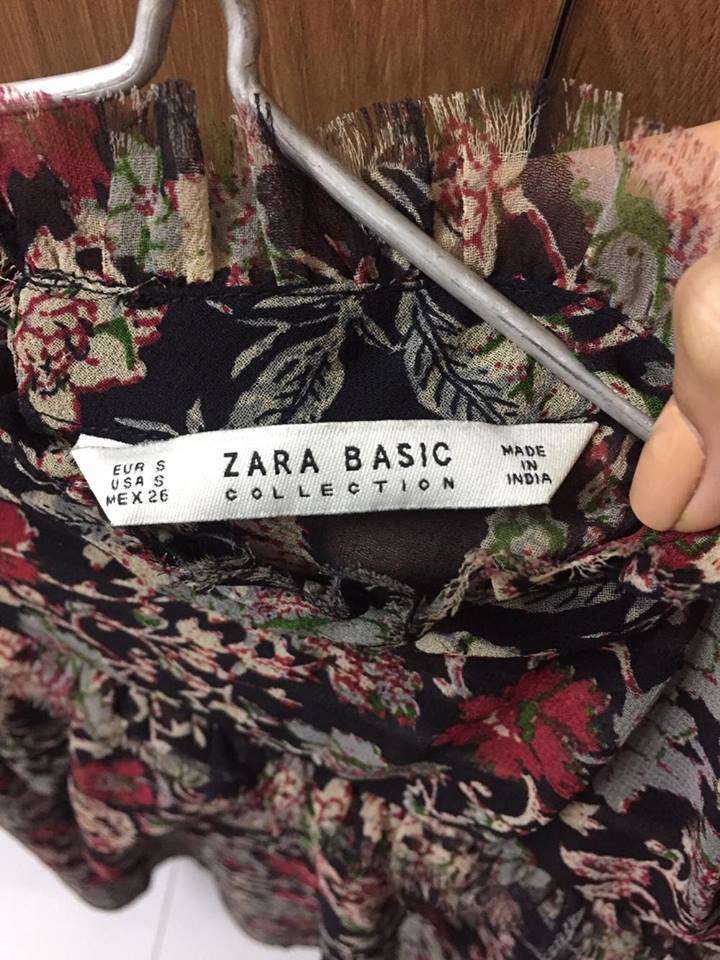 EUR S
USA S
MEX 26
ZARA BASIC
COLLECTION
MADE
IN
INDIA